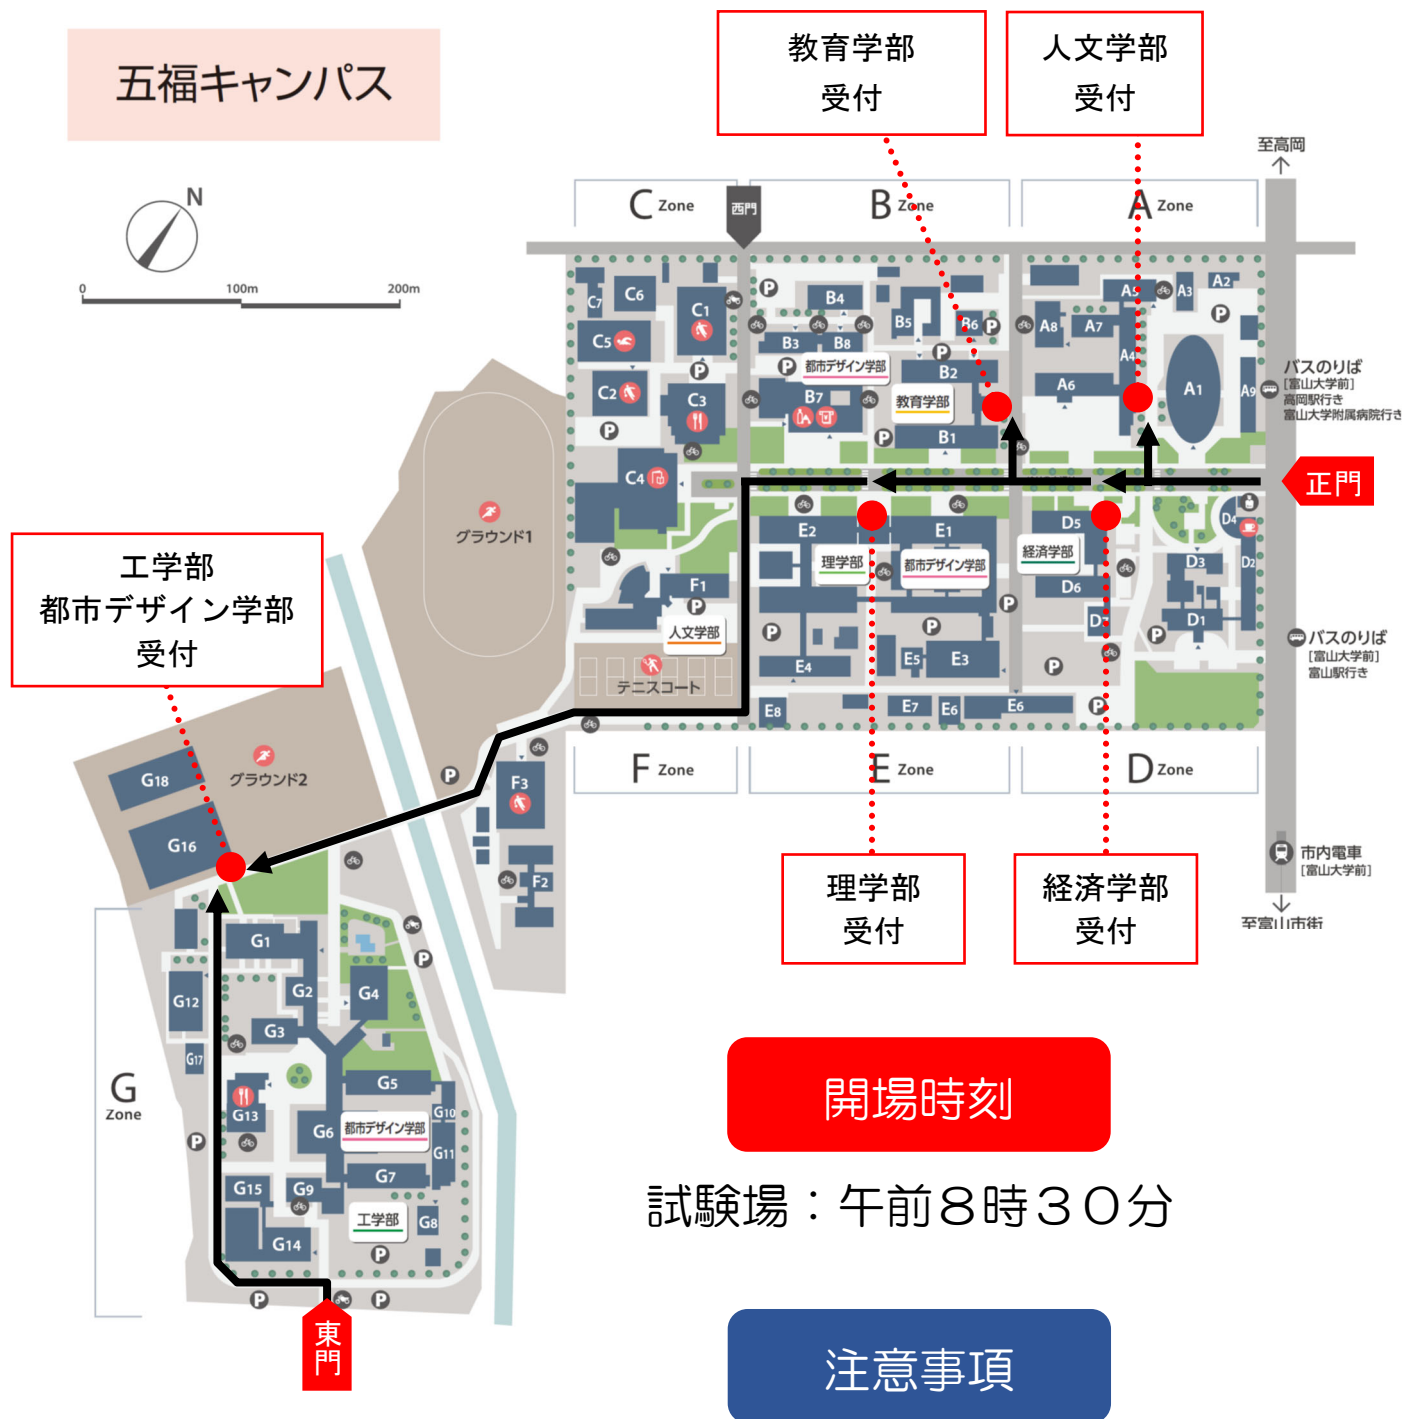 五福キャンパス
教育学部
受付
人文学部
受付
至高岡
N
0
100m
200m
C Zone
西門
B Zone
A Zone
C7
C6
C1
C5
C2
C3
C4
B4
B5
B6
B3
B8
都市デザイン学部
B2
B7
教育学部
B1
A5
A3
A2
A8
A7
A4
A6
A1
A9
P
P
P
P
P
P
P
P
バスのりば
[富山大学前]
高岡駅行き
富山大学附属病院行き
正門
グラウンド1
工学部
都市デザイン学部
受付
E2
E1
理学部
都市デザイン学部
D5
経済学部
D6
D4
D3
D2
D1
F1
P
人文学部
テニスコート
P
P
E4
E5
E3
P
P
P
P
E8
E7
E6
E6
バスのりば
[富山大学前]
富山駅行き
F Zone
E Zone
D Zone
グラウンド2
G18
G16
P
F3
F2
市内電車
[富山大学前]
至富山市街
理学部
受付
経済学部
受付
G1
G2
G4
G12
G3
G17
P
G
Zone
G5
G13
G10
G6
都市デザイン学部
G11
P
G7
G15
G9
工学部
G8
G14
P
P
P
東門
開場時刻
試験場：午前８時３０分
注意事項